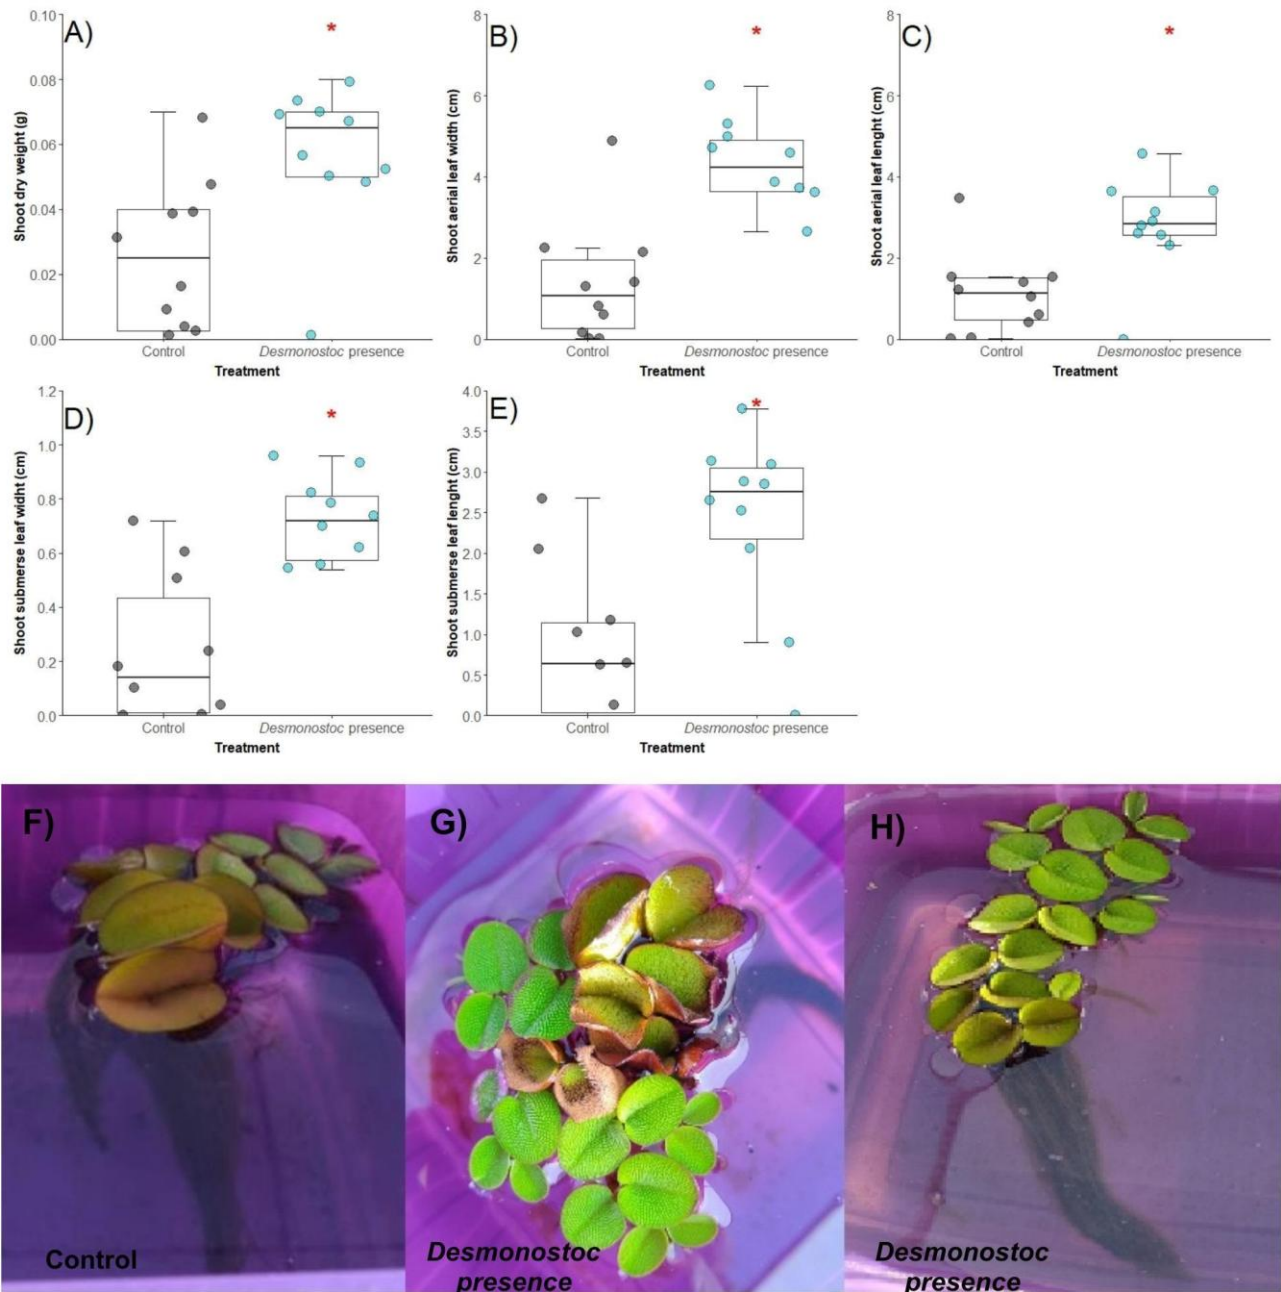 A)
*
0.10
0.08
0.06
0.04
0.02
0.00
Shoot dry weight (g)
Control
Desmonostoc presence
Treatment
B)
*
8
6
4
2
0
Shoot aerial leaf width (cm)
Control
Desmonostoc presence
Treatment
C)
*
8
6
4
2
0
Shoot aerial leaf lenght (cm)
Control
Desmonostoc presence
Treatment
D)
*
1.2
1.0
0.8
0.6
0.4
0.2
0.0
Shoot submerse leaf widht (cm)
Control
Desmonostoc presence
Treatment
E)
*
4.0
3.5
3.0
2.5
2.0
1.5
1.0
0.5
0.0
Shoot submerse leaf lenght (cm)
Control
Desmonostoc presence
Treatment
F)
Control
G)
Desmonostoc
presence
H)
Desmonostoc
presence